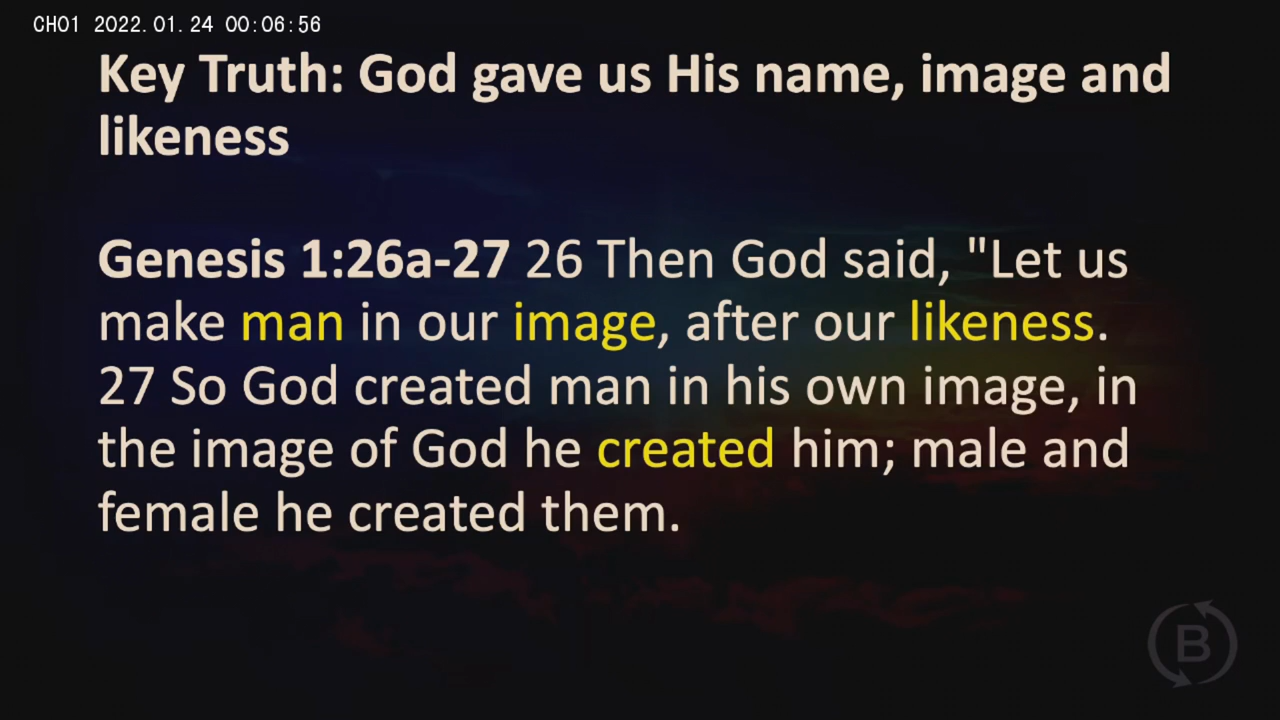 CH01 2022.01.24 00:06:56
Key Truth: God gave us His name, image and
likeness
Genesis 1:26a-27 26 Then God said, "Let us
make man in our image, after our likeness.
27 So God created man in his own image, in
the image of God he created him; male and
female he created them.
B